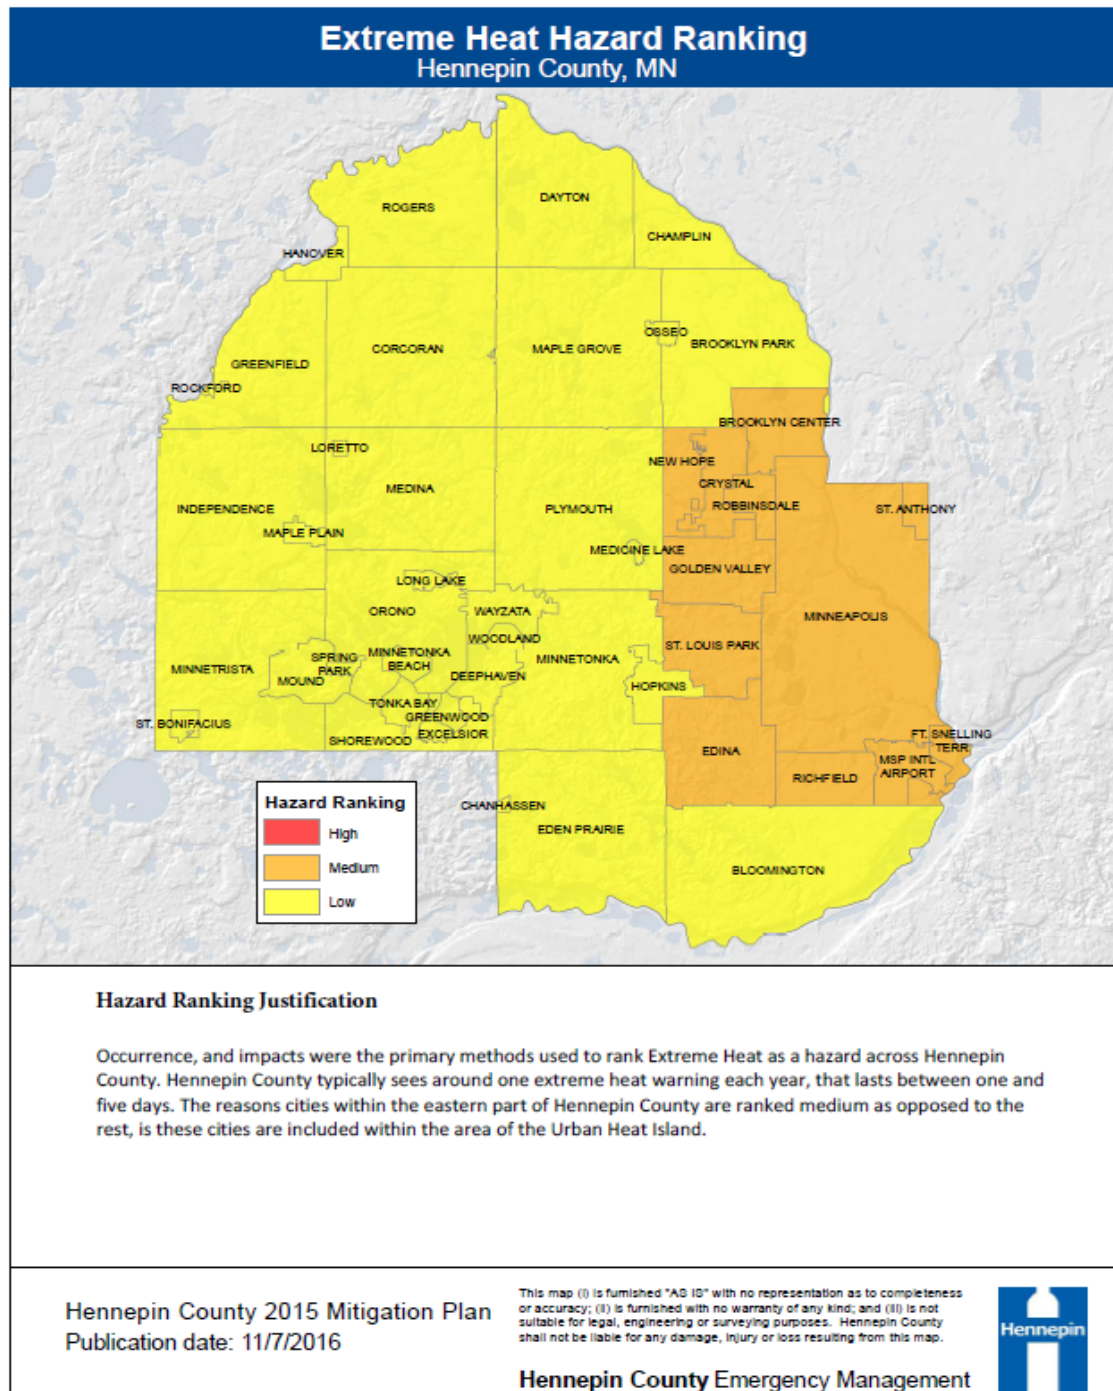 Extreme Heat Hazard Ranking
Hennepin County, MN
ROGERS
DAYTON
CHAMPLIN
HANOVER
OSSEO
GREENFIELD
CORCORAN
MAPLE GROVE
BROOKLYN PARK
ROCKFORD
BROOKLYN CENTER
LORETTO
NEW HOPE
MEDINA
CRYSTAL
INDEPENDENCE
PLYMOUTH
ROBBINSDALE
ST. ANTHONY
MAPLE PLAIN
MEDICINE LAKE
GOLDEN VALLEY
LONG LAKE
ORONO
WAYZATA
MINNEAPOLIS
WOODLAND
ST. LOUIS PARK
MINNETRISTA
SPRING
PARK
MINNETONKA
BEACH
MINNETONKA
MOUND
DEEPHAVEN
HOPKINS
TONKA BAY
ST. BONIFACIUS
GREENWOOD
SHOREWOOD
EXCELSIOR
FT. SNELLING
TERR
EDINA
MSP INTL
AIRPORT
RICHFIELD
CHANHASSEN
EDEN PRAIRIE
BLOOMINGTON
Hazard Ranking
High
Medium
Low
Hazard Ranking Justification
Occurrence, and impacts were the primary methods used to rank Extreme Heat as a hazard across Hennepin
County. Hennepin County typically sees around one extreme heat warning each year, that lasts between one and
five days. The reasons cities within the eastern part of Hennepin County are ranked medium as opposed to the
rest, is these cities are included within the area of the Urban Heat Island.
Hennepin County 2015 Mitigation Plan
Publication date: 11/7/2016
This map (i) is furnished "AS IS" with no representation as to completeness
or accuracy; (ii) is furnished with no warranty of any kind; and (iii) is not
suitable for legal, engineering or surveying purposes. Hennepin County
shall not be liable for any damage, injury or loss resulting from this map.
Hennepin County Emergency Management
Hennepin